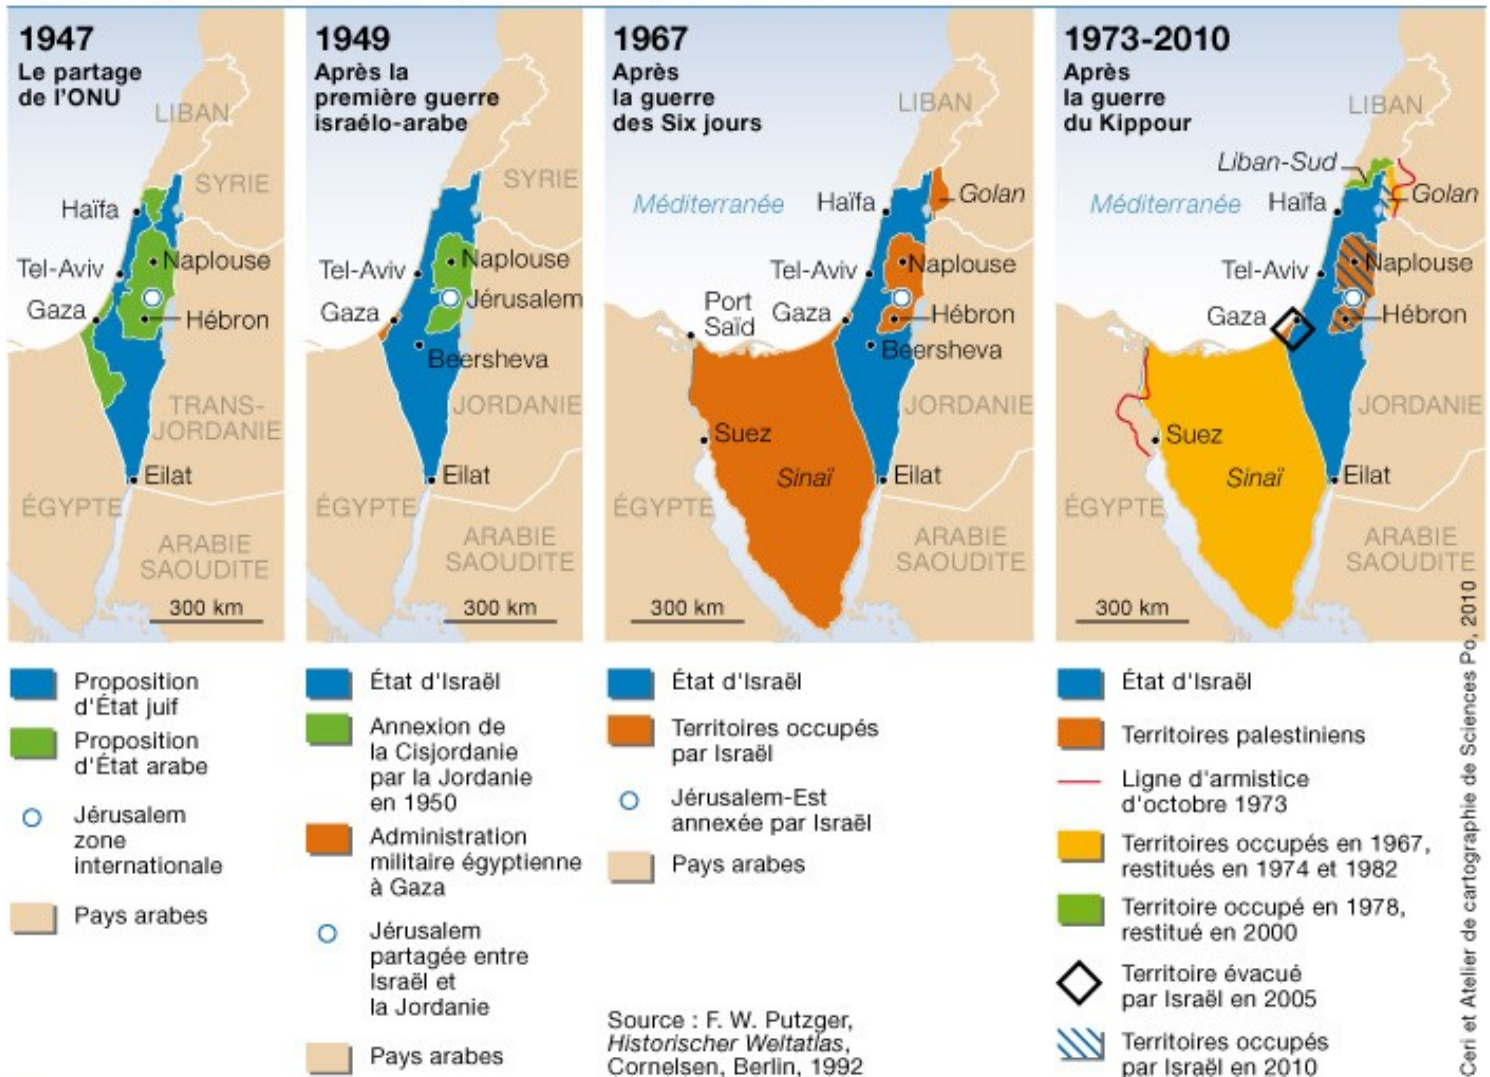 1947
Le partage
de l'ONU
LIBAN
SYRIE
Haïfa
Tel-Aviv
Naplouse
Gaza
Hébron
TRANS-
JORDANIE
Eilat
ÉGYPTE
ARABIE
SAOUDITE
300 km
Proposition
d'État juif
Proposition
d'État arabe
Jérusalem
zone
internationale
Pays arabes
1949
Après la
première guerre
israélo-arabe
SYRIE
Tel-Aviv
Naplouse
Gaza
Jérusalem
Beersheva
JORDANIE
Eilat
ÉGYPTE
ARABIE
SAOUDITE
300 km
État d'Israël
Annexion de
la Cisjordanie
par la Jordanie
en 1950
Administration
militaire égyptienne
à Gaza
Jérusalem
partagée entre
Israël et
la Jordanie
Pays arabes
1967
Après
la guerre
des Six jours
LIBAN
Méditerranée
Haïfa
Golan
Tel-Aviv
Naplouse
Port
Saïd
Gaza
Hébron
Beersheva
JORDANIE
Suez
Sinaï
Eilat
ÉGYPTE
ARABIE
SAOUDITE
300 km
État d'Israël
Territoires occupés
par Israël
Jérusalem-Est
annexée par Israël
Pays arabes
Source : F. W. Putzger,
Historischer Weltatlas,
Cornelsen, Berlin, 1992
1973-2010
Après
la guerre
du Kippour
LIBAN
Liban-Sud
Méditerranée
Haïfa
Golan
Tel-Aviv
Naplouse
Gaza
Hébron
JORDANIE
Suez
Sinaï
Eilat
ÉGYPTE
ARABIE
SAOUDITE
300 km
État d'Israël
Territoires palestiniens
Ligne d'armistice
d'octobre 1973
Territoires occupés en 1967,
restitués en 1974 et 1982
Territoire occupé en 1978,
restitué en 2000
Territoire évacué
par Israël en 2005
Territoires occupés
par Israël en 2010
Ceri et Atelier de cartographie de Sciences Po, 2010